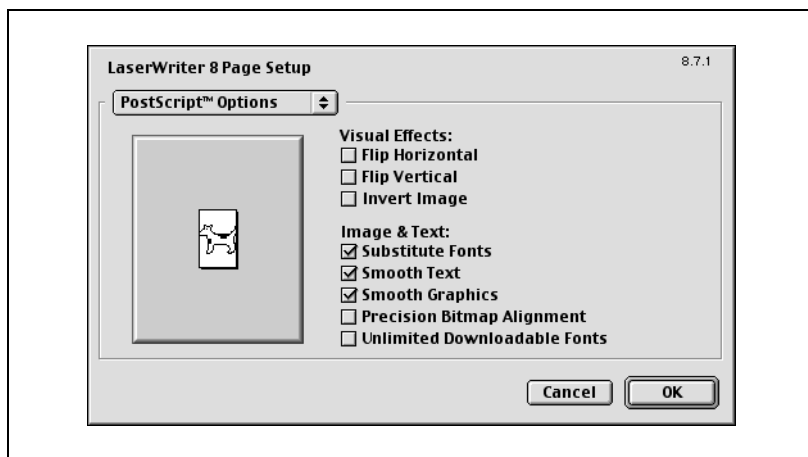 LaserWriter 8 Page Setup
8.7.1
PostScript™ Options
Visual Effects:
Flip Horizontal
Flip Vertical
Invert Image
Image & Text:
Substitute Fonts
Smooth Text
Smooth Graphics
Precision Bitmap Alignment
Unlimited Downloadable Fonts
Cancel
OK